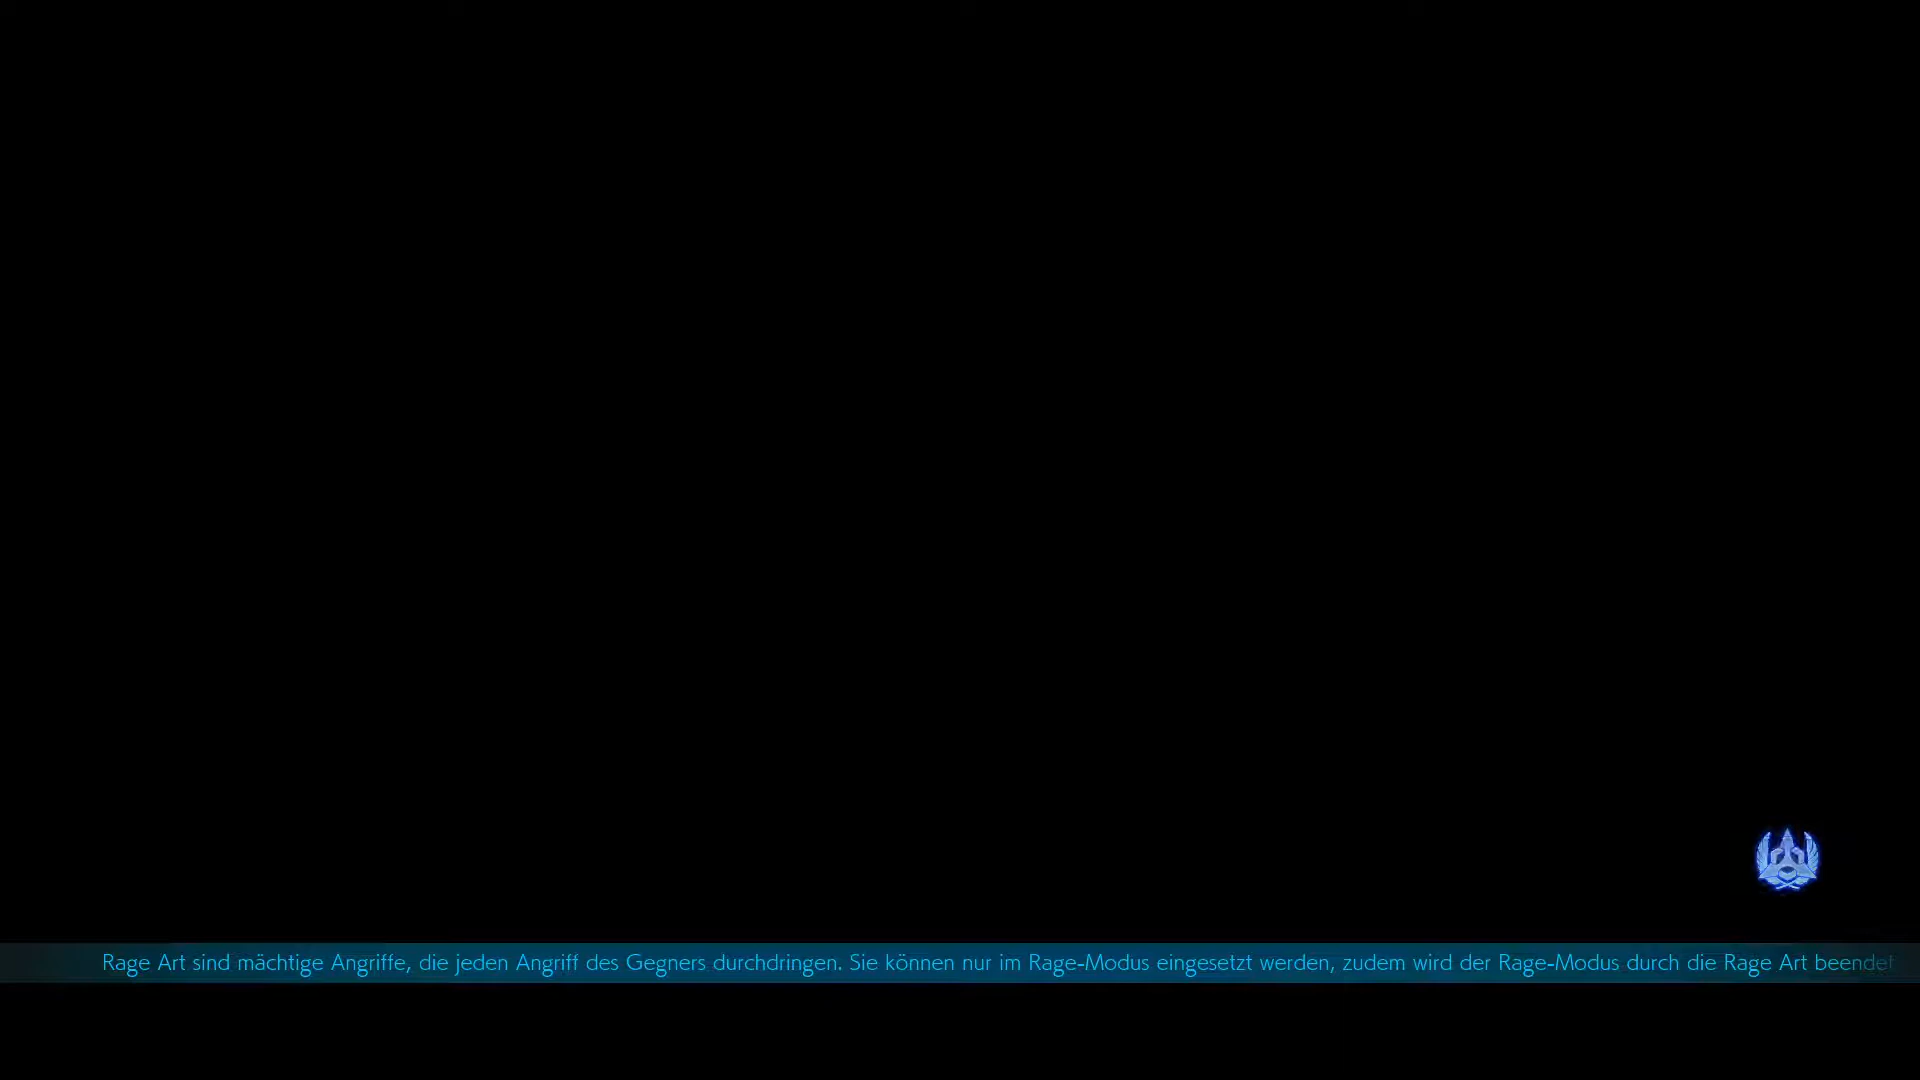 Rage Art sind mächtige Angriffe, die jeden Angriff des Gegners durchdringen. Sie können nur im Rage-Modus eingesetzt werden, zudem wird der Rage-Modus durch die Rage Art beendet